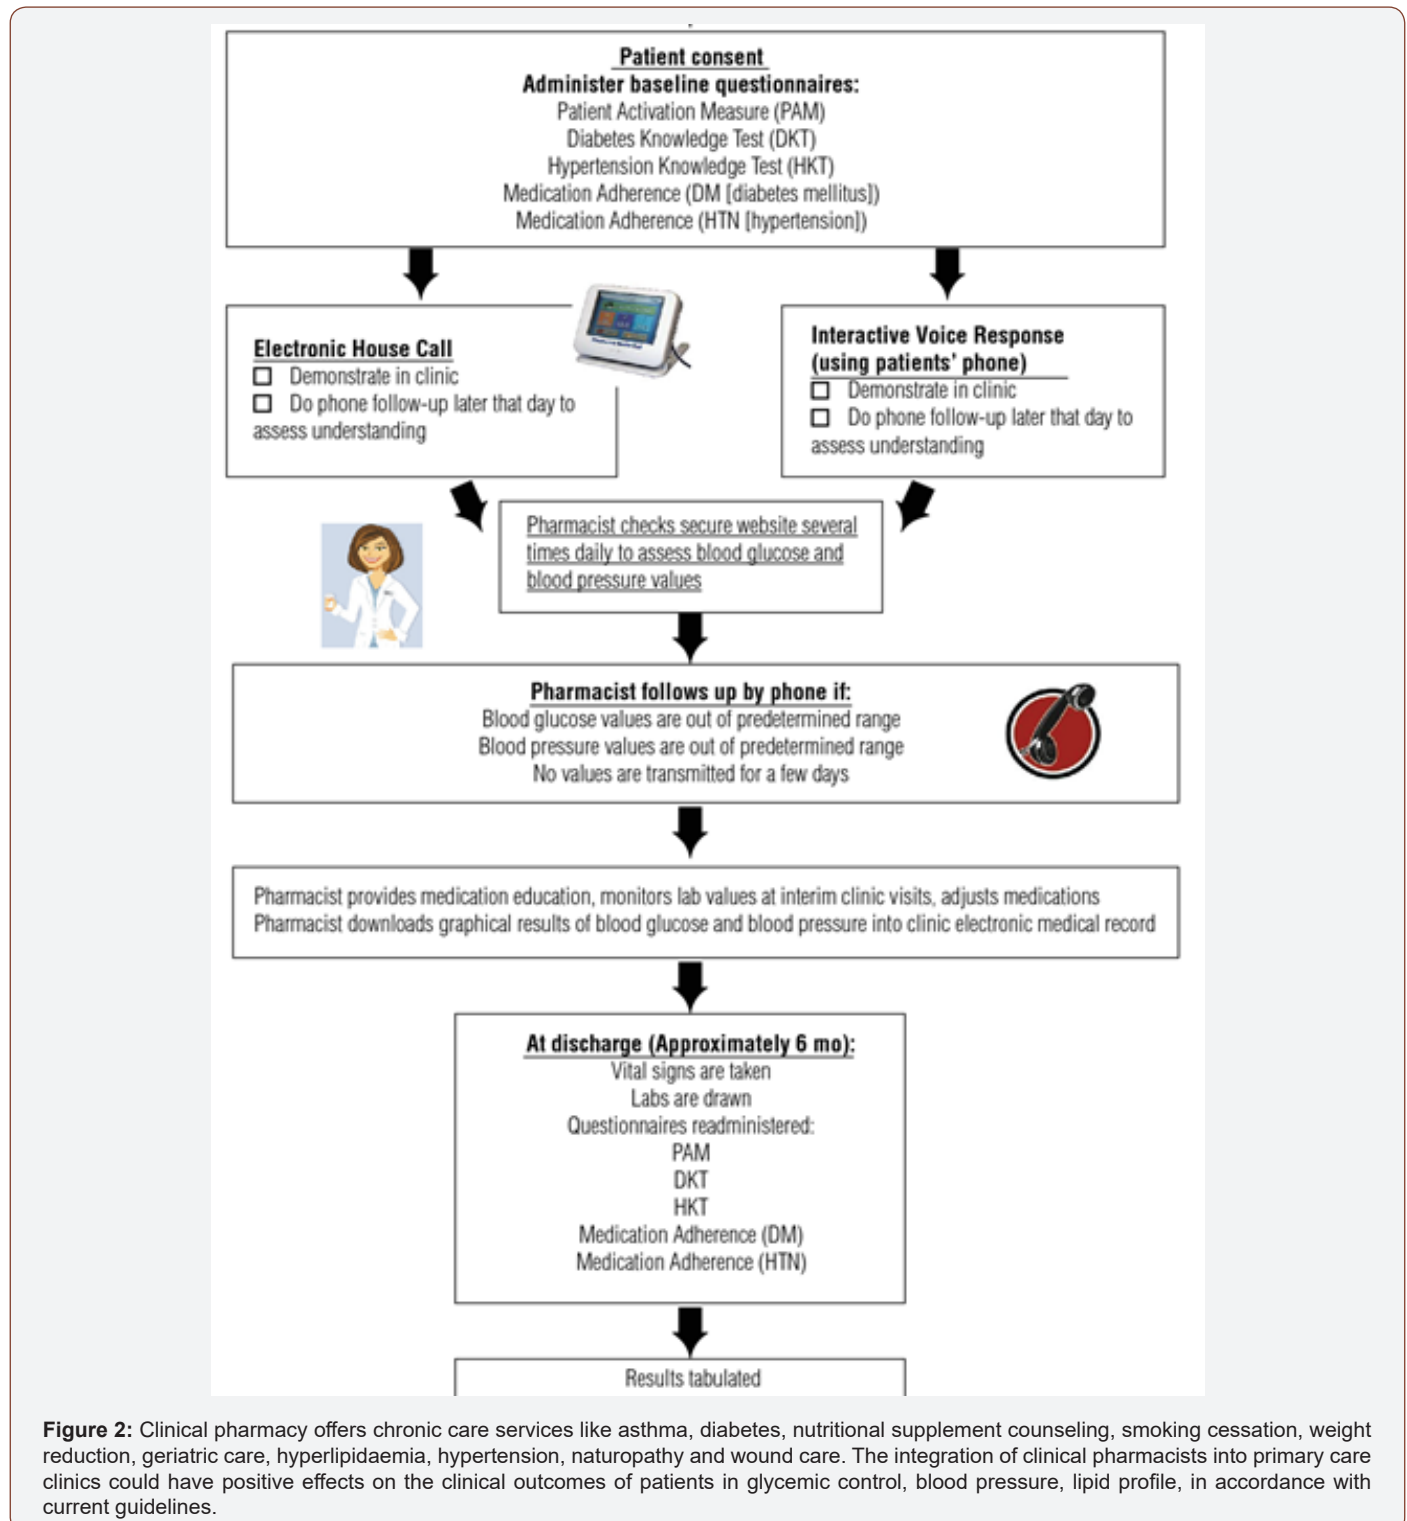 Patient consent
Administer baseline questionnaires:
Patient Activation Measure (PAM)
Diabetes Knowledge Test (DKT)
Hypertension Knowledge Test (HKT)
Medication Adherence (DM [diabetes mellitus])
Medication Adherence (HTN [hypertension])
Electronic House Call
Demonstrate in clinic
Do phone follow-up later that day to
assess understanding
Interactive Voice Response
(using patients' phone)
Demonstrate in clinic
Do phone follow-up later that day to
assess understanding
Pharmacist checks secure website several
times daily to assess blood glucose and
blood pressure values
Pharmacist follows up by phone if:
Blood glucose values are out of predetermined range
Blood pressure values are out of predetermined range
No values are transmitted for a few days
Pharmacist provides medication education, monitors lab values at interim clinic visits, adjusts medications
Pharmacist downloads graphical results of blood glucose and blood pressure into clinic electronic medical record
At discharge (Approximately 6 mo):
Vital signs are taken
Labs are drawn
Questionnaires readministered:
PAM
DKT
HKT
Medication Adherence (DM)
Medication Adherence (HTN)
Results tabulated
Figure 2: Clinical pharmacy offers chronic care services like asthma, diabetes, nutritional supplement counseling, smoking cessation, weight
reduction, geriatric care, hyperlipidaemia, hypertension, naturopathy and wound care. The integration of clinical pharmacists into primary care
clinics could have positive effects on the clinical outcomes of patients in glycemic control, blood pressure, lipid profile, in accordance with
current guidelines.